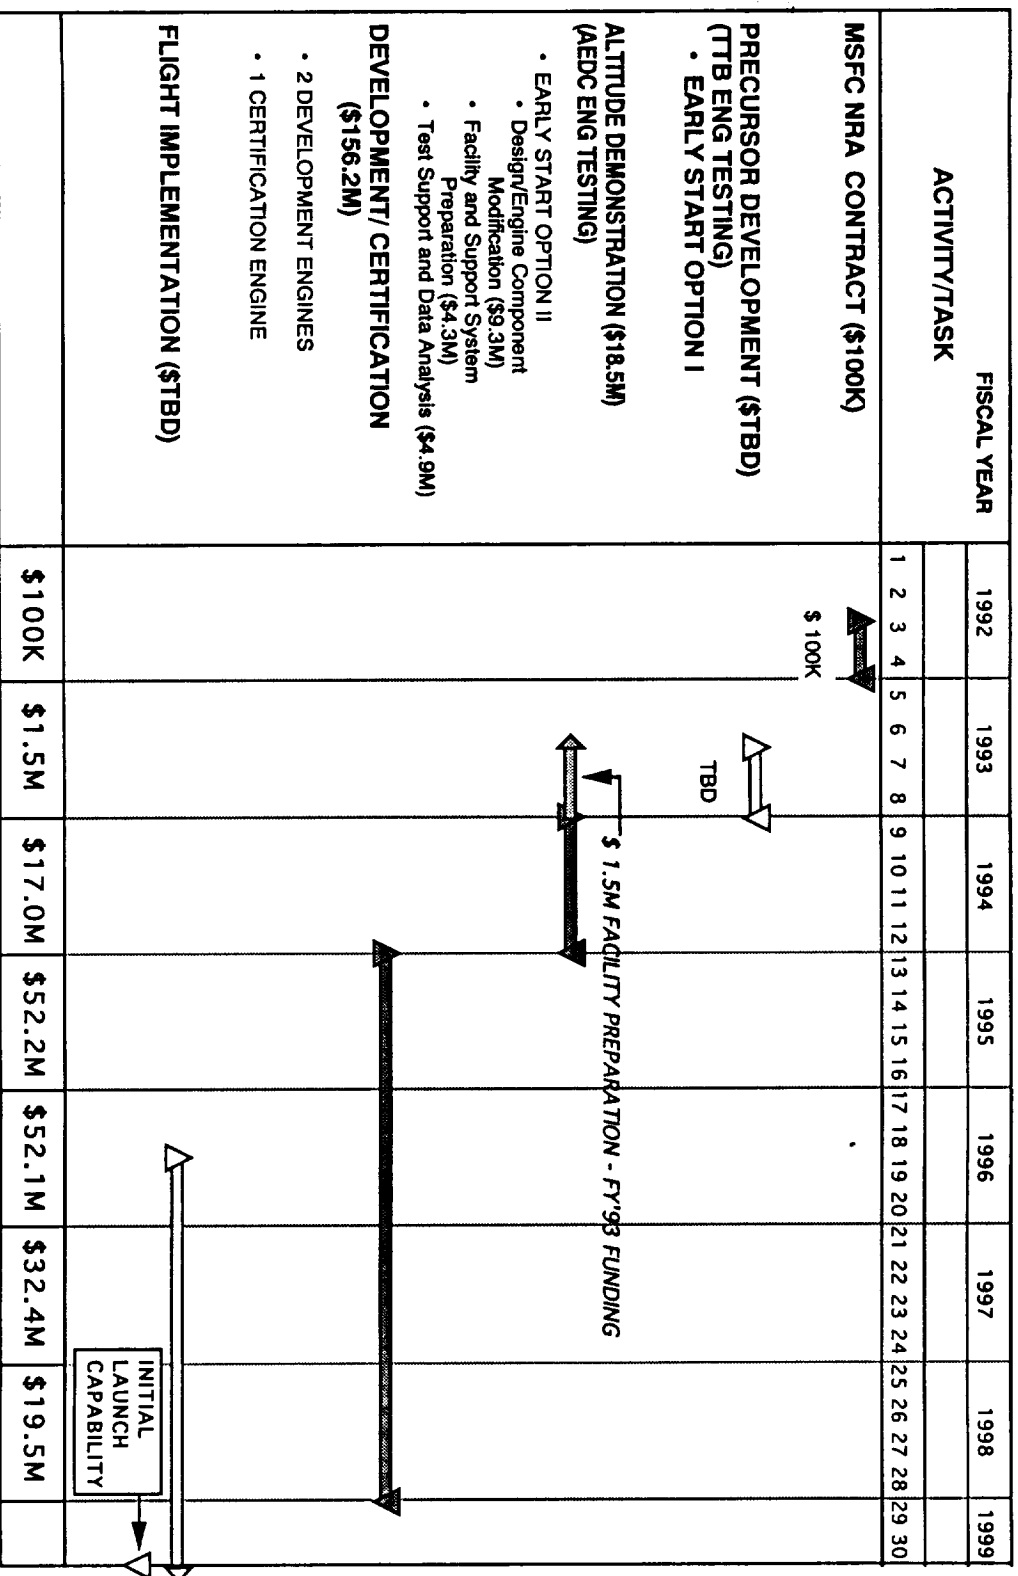 FISCAL YEAR
1992
1993
1994
1995
1996
1997
1998
1999
ACTIVITY/TASK
1 2 3 4 5 6 7 8 9 10 11 12 13 14 15 16 17 18 19 20 21 22 23 24 25 26 27 28 29 30
MSFC NRA CONTRACT ($100K)
$ 100K
PRECURSOR DEVELOPMENT ($TBD)
(TTB ENG TESTING)
• EARLY START OPTION I
TBD
ALTITUDE DEMONSTRATION ($18.5M)
(AEDC ENG TESTING)
$ 1.5M FACILITY PREPARATION - FY'93 FUNDING
• EARLY START OPTION II
• Design/Engine Component
Modification ($9.3M)
• Facility and Support System
Preparation ($4.3M)
• Test Support and Data Analysis ($4.9M)
DEVELOPMENT/ CERTIFICATION
($156.2M)
• 2 DEVELOPMENT ENGINES
• 1 CERTIFICATION ENGINE
FLIGHT IMPLEMENTATION ($TBD)
INITIAL
LAUNCH
CAPABILITY
$100K
$1.5M
$17.0M
$52.2M
$52.1M
$32.4M
$19.5M